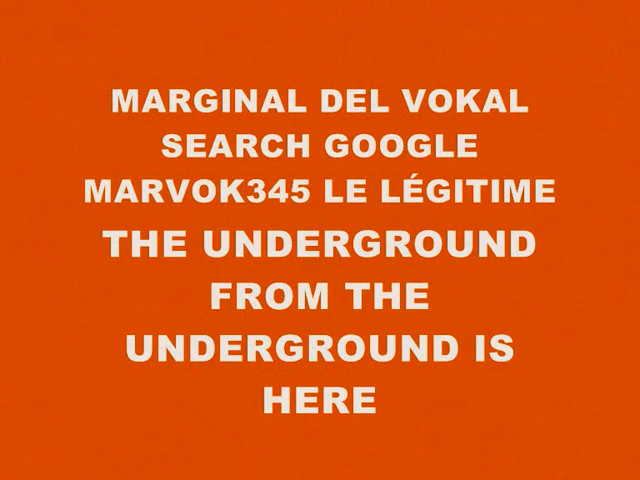 MARGINAL DEL VOKAL
SEARCH GOOGLE
MARVOK345 LE LÉGITIME
THE UNDERGROUND
FROM THE
UNDERGROUND IS
HERE